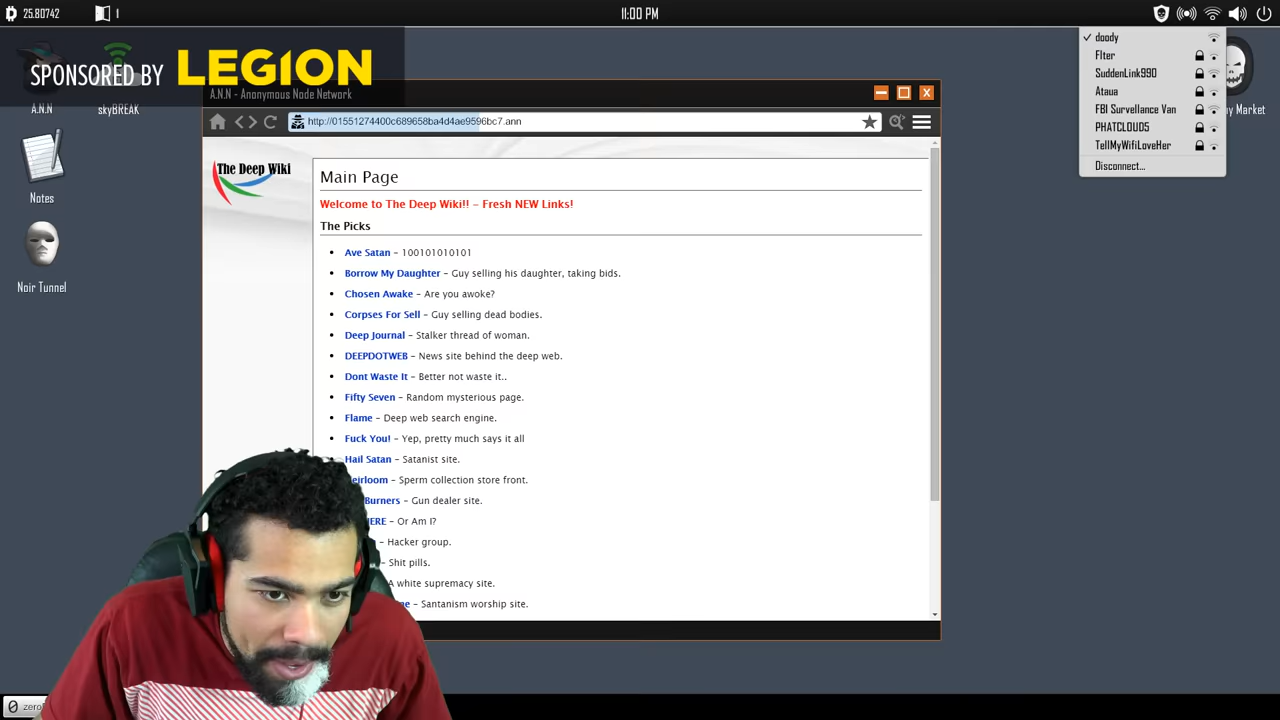 25.80742
1
11:00 PM
SPONSORED BY LEGION
A.N.N
skyBREAK
Notes
Noir Tunnel
A.N.N - Anonymous Node Network
http://01551274400c689658ba4d4ae9596bc7.ann
The Deep Wiki
Main Page
Welcome to The Deep Wiki!! - Fresh NEW Links!
The Picks
Ave Satan - 100101010101
Borrow My Daughter - Guy selling his daughter, taking bids.
Chosen Awake - Are you awoke?
Corpses For Sell - Guy selling dead bodies.
Deep Journal - Stalker thread of woman.
DEEPDOTWEB - News site behind the deep web.
Dont Waste It - Better not waste it..
Fifty Seven - Random mysterious page.
Flame - Deep web search engine.
Fuck You! - Yep, pretty much says it all
Hail Satan - Satanist site.
eirloom - Sperm collection store front.
Burners - Gun dealer site.
ERE - Or Am I?
- Hacker group.
- Shit pills.
A white supremacy site.
ne - Santanism worship site.
doody
Flter
SuddenLink990
Ataua
FBI Survellance Van
PHATCLOUDS
TellMyWifiLoveHer
Disconnect...
y Market
zero